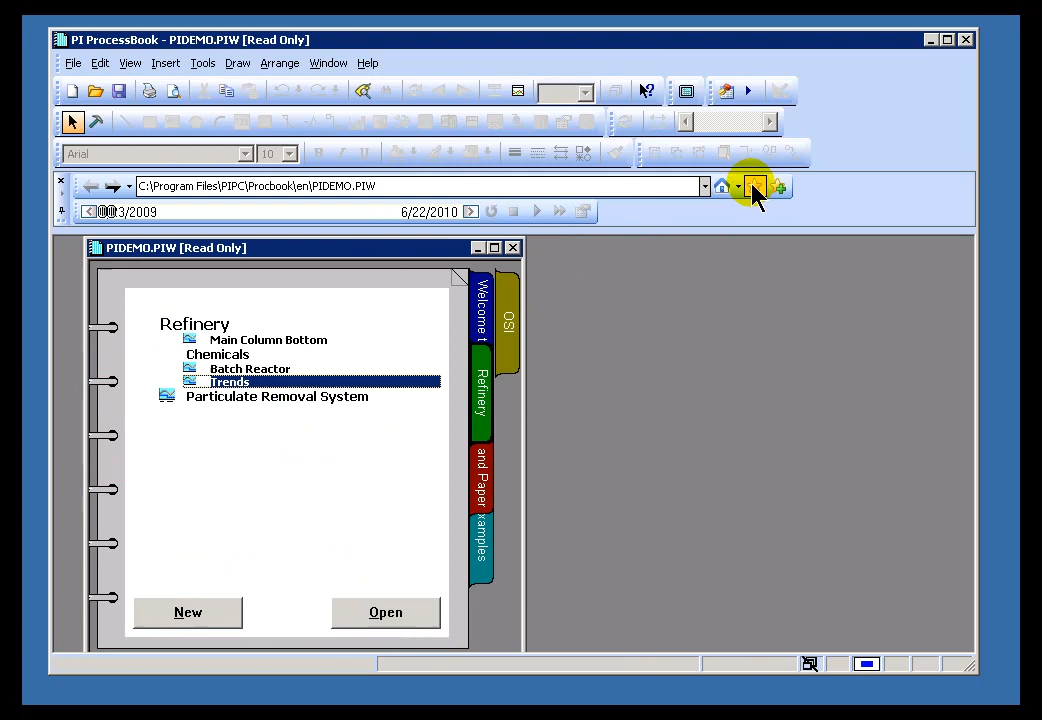 PI ProcessBook - PIDEMO.PIW [Read Only]
File Edit View Insert Tools Draw Arrange Window Help
Arial 10 B I U
C:\Program Files\PIPC\Procbook\en\PIDEMO.PIW
3/2009 6/22/2010
PIDEMO.PIW [Read Only]
Refinery
Main Column Bottom
Chemicals
Batch Reactor
Trends
Particulate Removal System
New Open
Welcome t
OSI
Refinery
and Paper
xamples